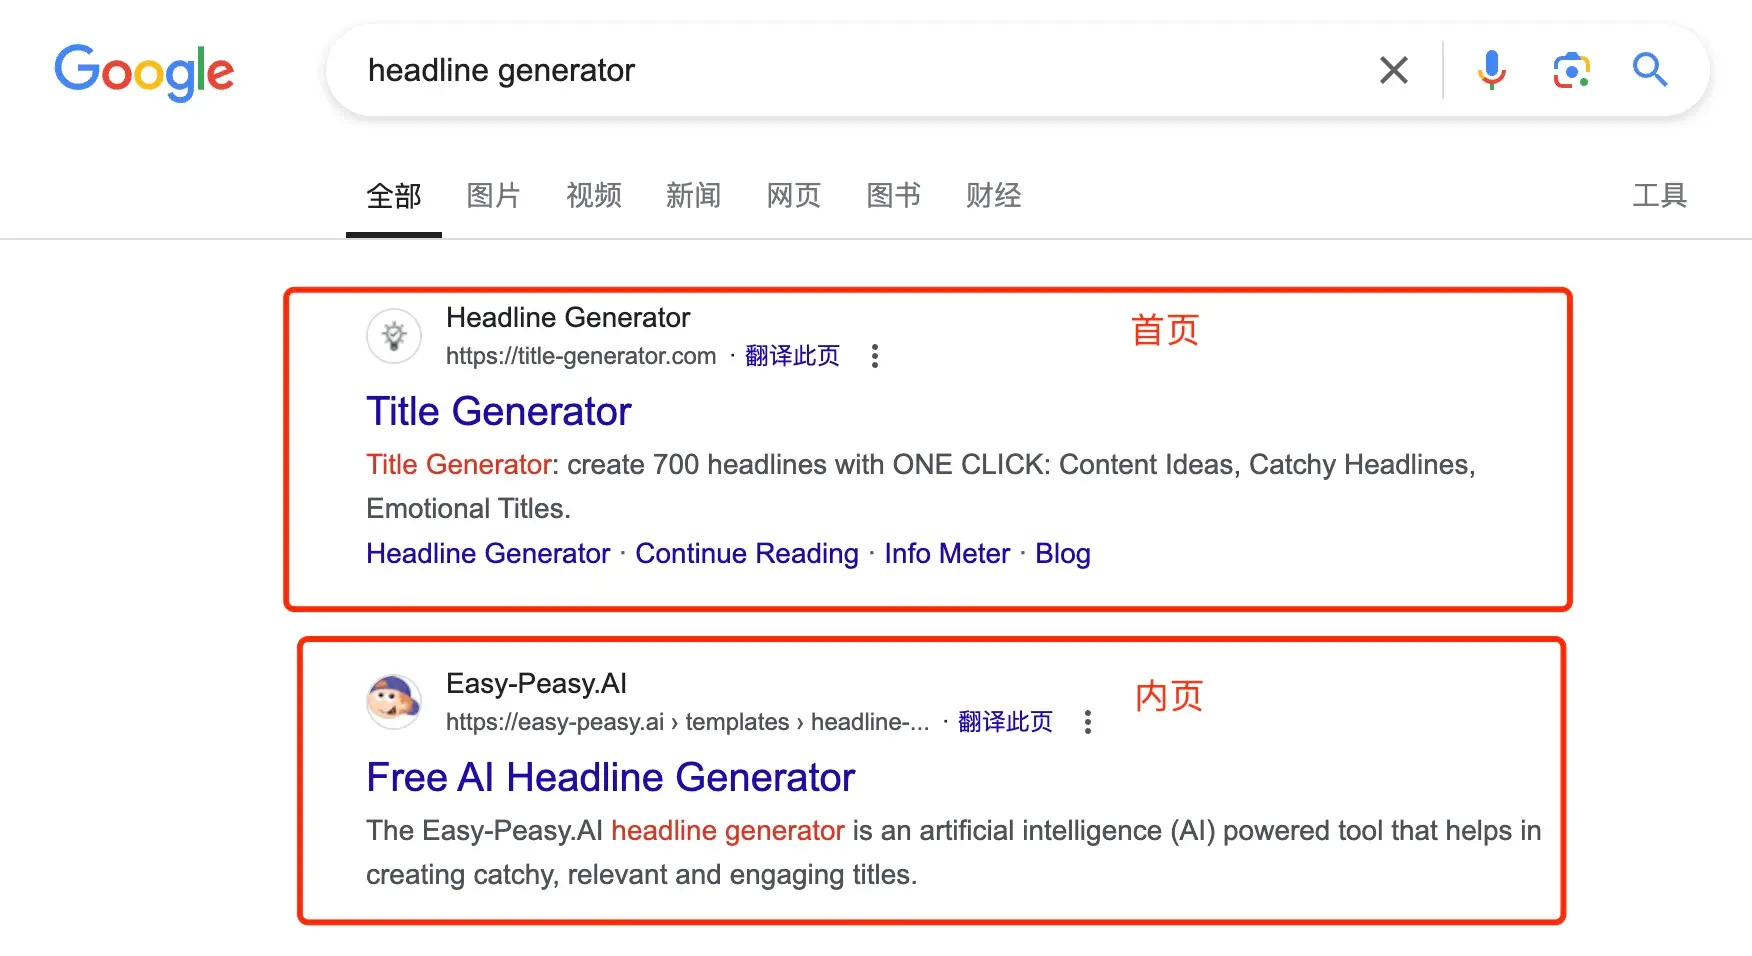 Google
headline generator
全部 图片 视频 新闻 网页 图书 财经 工具
Headline Generator
首页
https://title-generator.com · 翻译此页
Title Generator
Title Generator: create 700 headlines with ONE CLICK: Content Ideas, Catchy Headlines,
Emotional Titles.
Headline Generator · Continue Reading · Info Meter · Blog
Easy-Peasy.AI
内页
https://easy-peasy.ai › templates › headline-... · 翻译此页
Free AI Headline Generator
The Easy-Peasy.AI headline generator is an artificial intelligence (AI) powered tool that helps in
creating catchy, relevant and engaging titles.